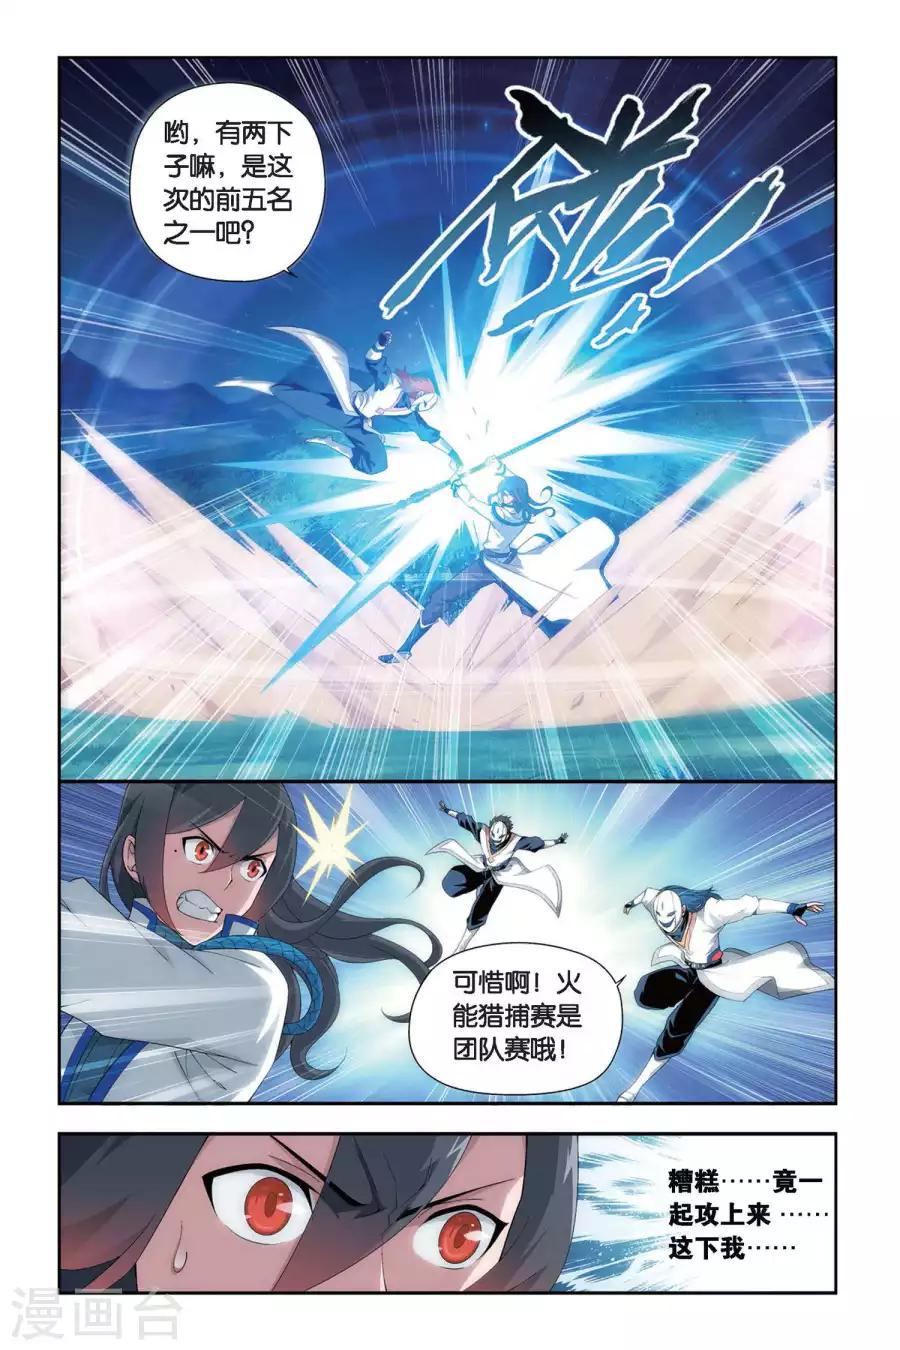 哟，有两下
子嘛，是这
次的前五名
之一吧？
可惜啊！火
能猎捕赛是
团队赛哦！
糟糕……竟一
起攻上来……
这下我……
漫画台